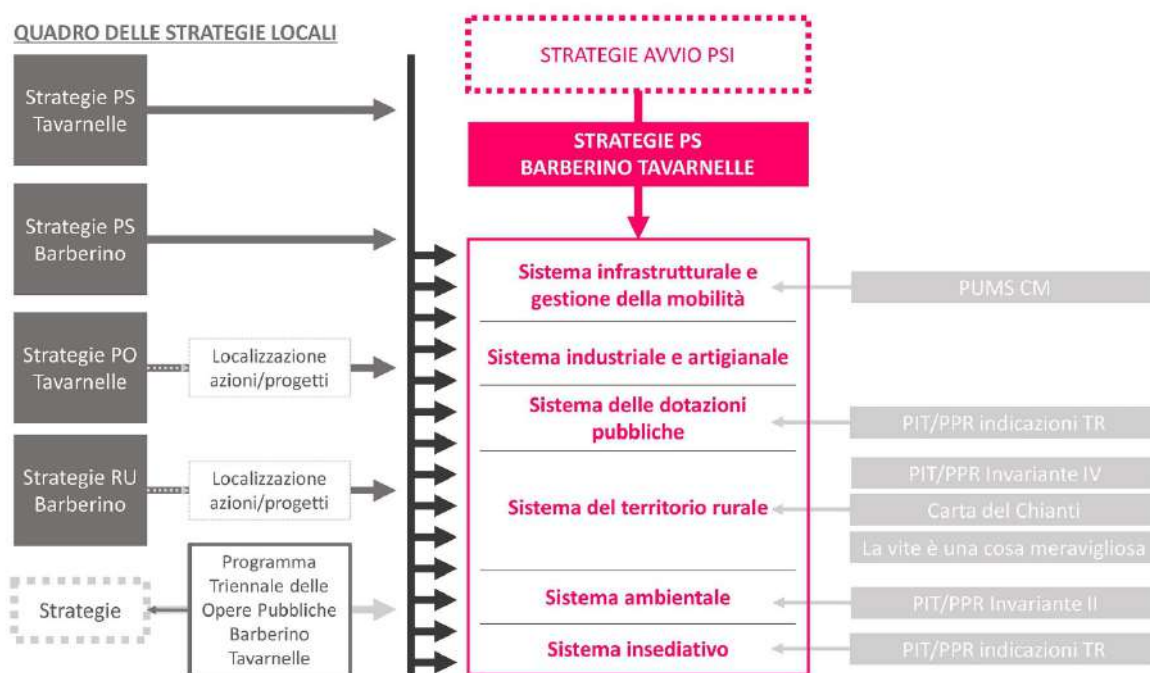 QUADRO DELLE STRATEGIE LOCALI
Strategie PS
Tavarnelle
Strategie PS
Barberino
Strategie PO
Tavarnelle
Localizzazione
azioni/progetti
Strategie RU
Barberino
Localizzazione
azioni/progetti
Strategie
Programma
Triennale delle
Opere Pubbliche
Barberino
Tavarnelle
STRATEGIE AVVIO PSI
STRATEGIE PS
BARBERINO TAVARNELLE
Sistema infrastrutturale e
gestione della mobilità
Sistema industriale e artigianale
Sistema delle dotazioni
pubbliche
Sistema del territorio rurale
Sistema ambientale
Sistema insediativo
PUMS CM
PIT/PPR indicazioni TR
PIT/PPR Invariante IV
Carta del Chianti
La vite è una cosa meravigliosa
PIT/PPR Invariante II
PIT/PPR indicazioni TR